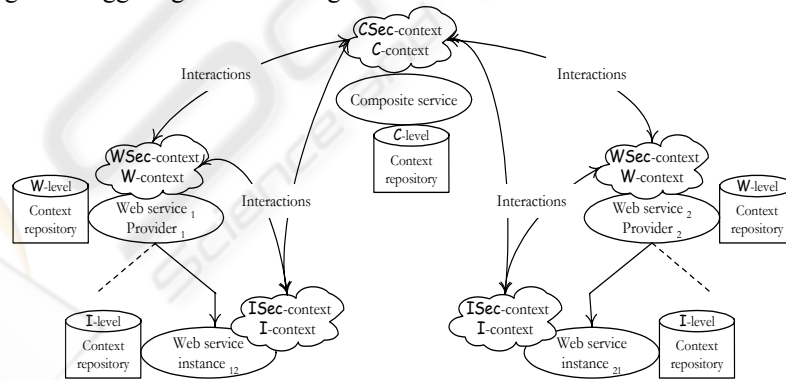 CSec-context
C-context
Interactions
Interactions
Composite service
C-level
Context
repository
WSec-context
W-context
WSec-context
W-context
W-level
Context
repository
Web service 1
Provider 1
Interactions
Interactions
Web service 2
Provider 2
W-level
Context
repository
ISec-context
I-context
ISec-context
I-context
I-level
Context
repository
Web service
instance 12
Web service
instance 21
I-level
Context
repository